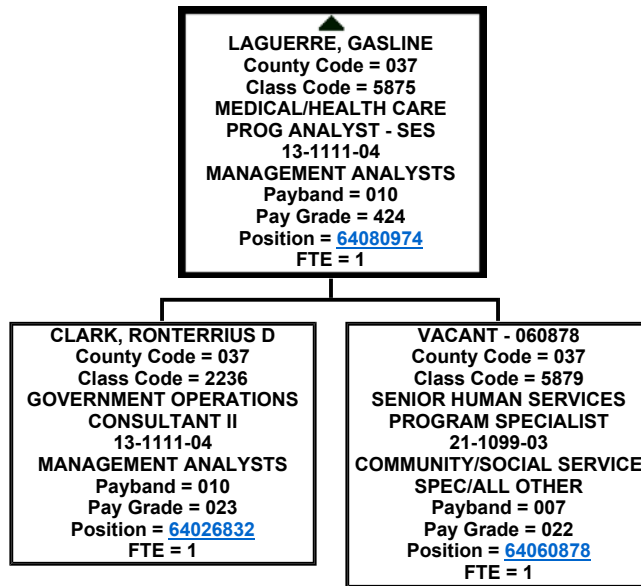 LAGUERRE, GASLINE
County Code = 037
Class Code = 5875
MEDICAL/HEALTH CARE
PROG ANALYST - SES
13-1111-04
MANAGEMENT ANALYSTS
Payband = 010
Pay Grade = 424
Position = 64080974
FTE = 1
CLARK, RONTERRIUS D
County Code = 037
Class Code = 2236
GOVERNMENT OPERATIONS
CONSULTANT II
13-1111-04
MANAGEMENT ANALYSTS
Payband = 010
Pay Grade = 023
Position = 64026832
FTE = 1
VACANT - 060878
County Code = 037
Class Code = 5879
SENIOR HUMAN SERVICES
PROGRAM SPECIALIST
21-1099-03
COMMUNITY/SOCIAL SERVICE
SPEC/ALL OTHER
Payband = 007
Pay Grade = 022
Position = 64060878
FTE = 1